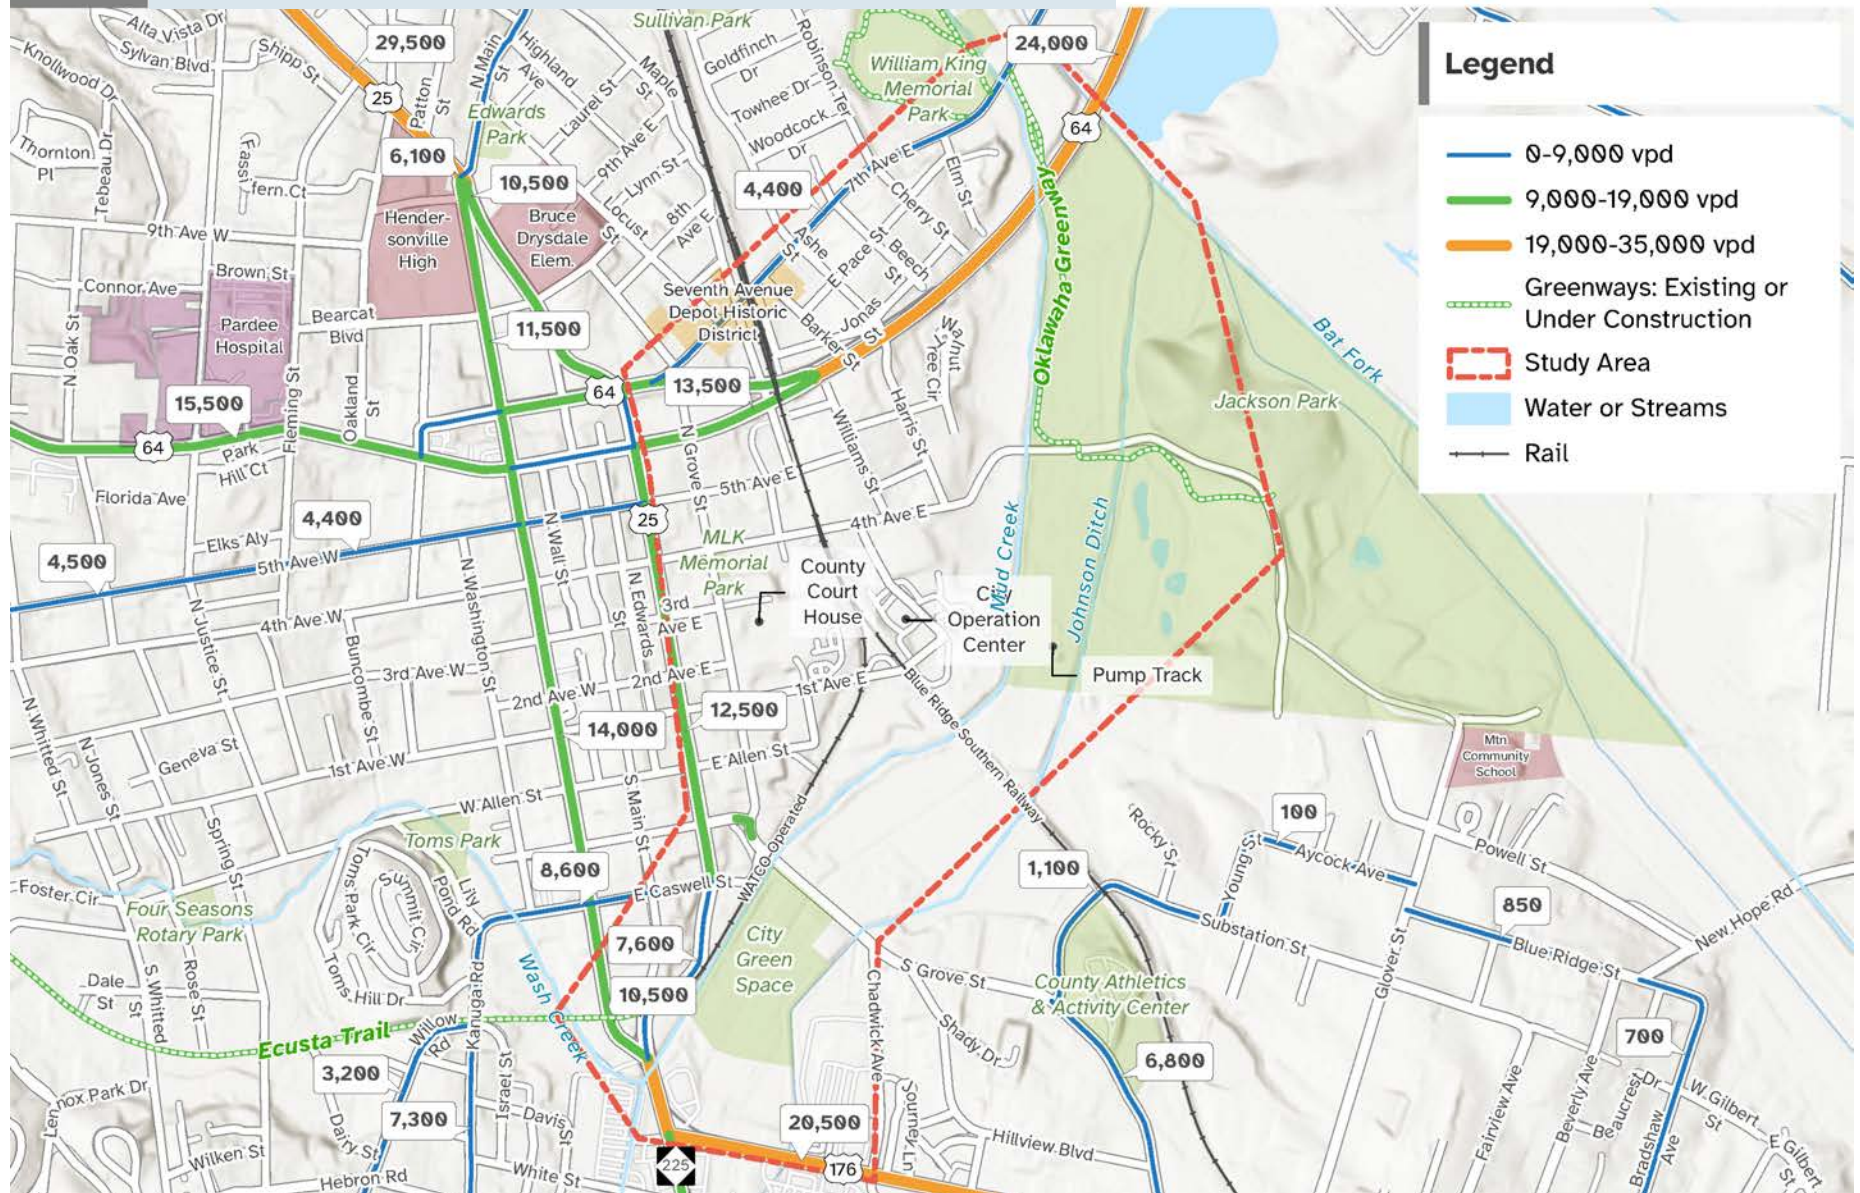 Legend
0-9,000 vpd
9,000-19,000 vpd
19,000-35,000 vpd
Greenways: Existing or
Under Construction
Study Area
Water or Streams
Rail
Alta Vista Dr
Sylvan Blvd
Knollwood Dr
Shipp St
29,500
25
Patton
St
N Main
St
Highland
Ave
Sullivan Park
Maple
St
Goldfinch
Dr
Robinson Ter
William King
Memorial
Park
24,000
64
Thornton
Pl
Tebeau Dr
6,100
Edwards
Park
Laurel St
9th Ave E
Towhee Dr
Woodcock
Dr
7th Ave E
Elm St
10,500
Lynn St
4,400
Cherry St
Hender-
sonville
High
Bruce
Drysdale
Elem.
Locust
St
8th
Ave E
9th Ave W
Ashe
St
E Pace St
Beech
St
Oklawaha Greenway
Brown St
Connor Ave
Pardee
Hospital
Bearcat
Blvd
Seventh Avenue
Depot Historic
District
Jonas
St
Barker St
11,500
N Oak St
Fleming St
Oakland
St
15,500
64
13,500
Bat Fork
Jackson Park
64
Park
Hill Ct
Harris St
Williams St
N Grove St
Florida Ave
5th Ave E
4,400
25
4th Ave E
Elks Aly
4,500
5th Ave W
N Wall St
MLK
Memorial
Park
County
Court
House
City
Operation
Center
Mud Creek
Johnson Ditch
Pump Track
N Washington St
N Edwards
St
3rd
Ave E
4th Ave W
N Justice St
Buncombe St
3rd Ave W
2nd Ave W
2nd Ave E
1st Ave E
Blue Ridge Southern Railway
12,500
14,000
N Whitted St
N Jones St
Geneva St
1st Ave W
E Allen St
S Main St
Mtn.
Community
School
W Allen St
Toms Park
WATCO Operated
Rocky St
100
Powell St
Spring St
8,600
1,100
Youngi St
Aycock Ave
Foster Cir
Toms Park Cir
Summit Cir
Lily
Pond Rd
E Caswell St
850
Four Seasons
Rotary Park
7,600
City
Green
Space
Substation St
Blue Ridge St
New Hope Rd
Glover St
Dale
St
S Whitted
St
Rose St
Toms Hill Dr
Kanuga Rd
Wash Creek
10,500
S Grove St
County Athletics
& Activity Center
Ecusta Trail
Willow
Rd
Chadwick Ave
Shady Dr
6,800
700
3,200
Israel St
Lennox Park Dr
7,300
Davis
St
20,500
Journey Ln
Hillview Blvd
Fairview Ave
Beverly Ave
Beaucrest Dr
W Gilbert
St
Dairy St
Wilken St
Hebron Rd
White St
225
176
Bradshaw
Ave
E Gilbert
St